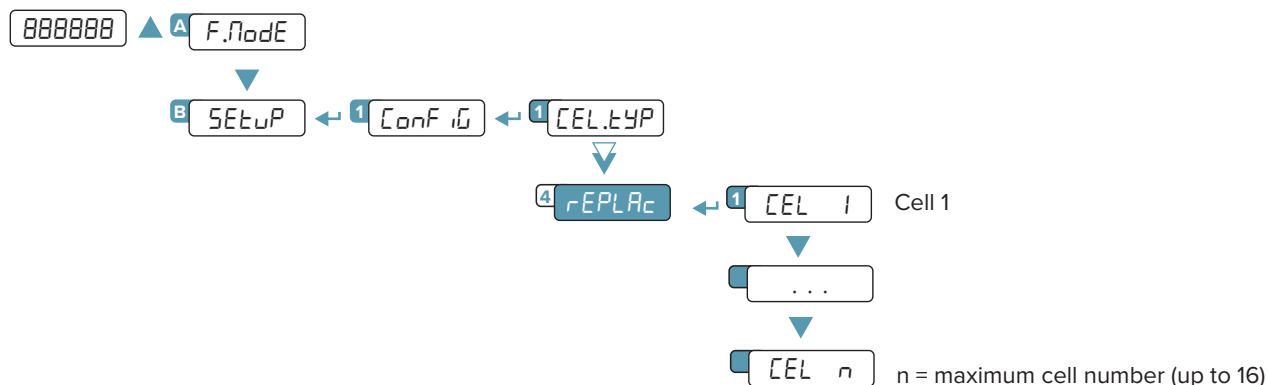 888888 A F.ModE
B SEtuP 1 ConFiG 1 CEL.tYP
4 rEPLAc 1 CEL 1 Cell 1
...
CEL n n = maximum cell number (up to 16)